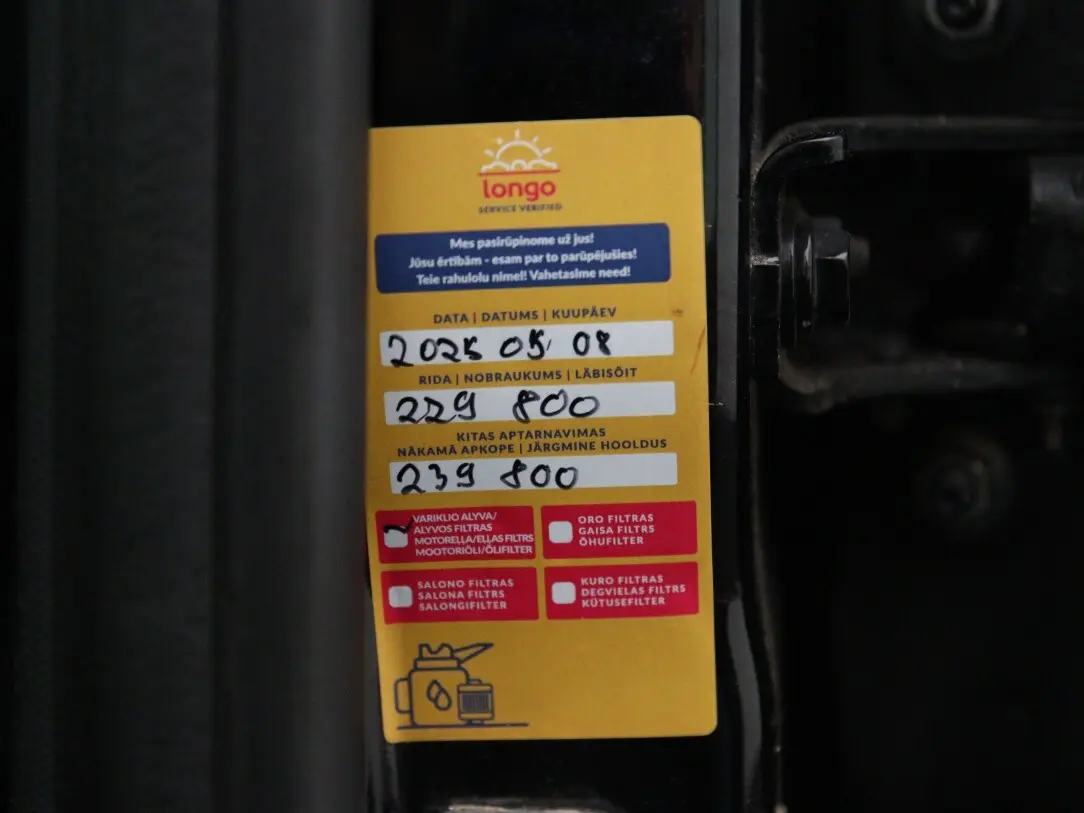 longo
SERVICE VERIFIED
Mes pasirūpinome už jus!
Jūsu ērtībām - esam par to parūpējušies!
Teie rahulolu nimel! Vahetasime need!
DATA | DATUMS | KUUPÄEV
2025 05 08
RIDA | NOBRAUKUMS | LÄBISÕIT
229 800
KITAS APTARNAVIMAS
NĀKAMĀ APKOPE | JÄRGMINE HOOLDUS
239 800
VARIKLIO ALYVA/
ALYVOS FILTRAS
MOTOREĻĻA/EĻĻAS FILTRS
MOOTORIÕLI/ÕLIFILTER
ORO FILTRAS
GAISA FILTRS
ÕHUFILTER
SALONO FILTRAS
SALONA FILTRS
SALONGIFILTER
KURO FILTRAS
DEGVIELAS FILTRS
KÜTUSEFILTER